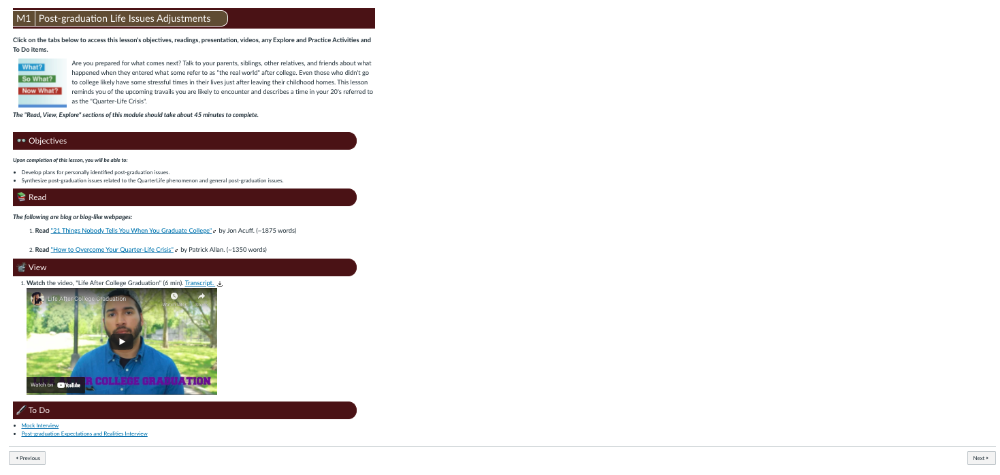 M1 Post-graduation Life Issues Adjustments
Click on the tabs below to access this lesson's objectives, readings, presentation, videos, any Explore and Practice Activities and
To Do items.
What?
So What?
Now What?
Are you prepared for what comes next? Talk to your parents, siblings, other relatives, and friends about what
happened when they entered what some refer to as "the real world" after college. Even those who didn't go
to college likely have some stressful times in their lives just after leaving their childhood homes. This lesson
reminds you of the upcoming travails you are likely to encounter and describes a time in your 20's referred to
as the "Quarter-Life Crisis".
The "Read, View, Explore" sections of this module should take about 45 minutes to complete.
Objectives
Upon completion of this lesson, you will be able to:
• Develop plans for personally identified post-graduation issues.
• Synthesize post-graduation issues related to the QuarterLife phenomenon and general post-graduation issues.
Read
The following are blog or blog-like webpages:
1. Read "21 Things Nobody Tells You When You Graduate College" by Jon Acuff. (~1875 words)
2. Read "How to Overcome Your Quarter-Life Crisis" by Patrick Allan. (~1350 words)
View
1. Watch the video, "Life After College Graduation" (6 min). Transcript.
Life After College Graduation
COLLEGE GRADUATION
Watch on YouTube
To Do
• Mock Interview
• Post-graduation Expectations and Realities Interview
Previous
Next